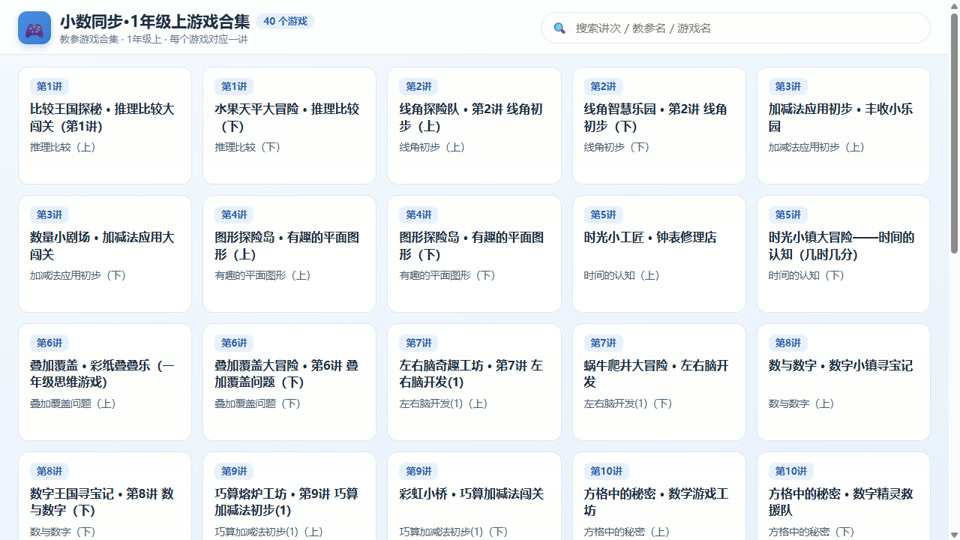 小数同步•1年级上游戏合集 40 个游戏
教参游戏合集 · 1年级上 · 每个游戏对应一讲
搜索讲次 / 教参名 / 游戏名
第1讲
比较王国探秘 • 推理比较大
闯关（第1讲）
推理比较（上）
第1讲
水果天平大冒险 • 推理比较
（下）
推理比较（下）
第2讲
线角探险队 • 第2讲 线角初
步（上）
线角初步（上）
第2讲
线角智慧乐园 • 第2讲 线角
初步（下）
线角初步（下）
第3讲
加减法应用初步 • 丰收小乐
园
加减法应用初步（上）
第3讲
数量小剧场 • 加减法应用大
闯关
加减法应用初步（下）
第4讲
图形探险岛 • 有趣的平面图
形（上）
有趣的平面图形（上）
第4讲
图形探险岛 • 有趣的平面图
形（下）
有趣的平面图形（下）
第5讲
时光小工匠 • 钟表修理店
时间的认知（上）
第5讲
时光小镇大冒险——时间的
认知（几时几分）
时间的认知（下）
第6讲
叠加覆盖 • 彩纸叠叠乐（一
年级思维游戏）
叠加覆盖问题（上）
第6讲
叠加覆盖大冒险 • 第6讲 叠
加覆盖问题（下）
叠加覆盖问题（下）
第7讲
左右脑奇趣工坊 • 第7讲 左
右脑开发(1)
左右脑开发(1)（上）
第7讲
蜗牛爬井大冒险 • 左右脑开
发
左右脑开发(1)（下）
第8讲
数与数字 • 数字小镇寻宝记
数与数字（上）
第8讲
数字王国寻宝记 • 第8讲 数
与数字（下）
数与数字（下）
第9讲
巧算熔炉工坊 • 第9讲 巧算
加减法初步(1)
巧算加减法初步(1)（上）
第9讲
彩虹小桥 • 巧算加减法闯关
巧算加减法初步(1)（下）
第10讲
方格中的秘密 • 数学游戏工
坊
方格中的秘密（上）
第10讲
方格中的秘密 • 数字精灵救
援队
方格中的秘密（下）